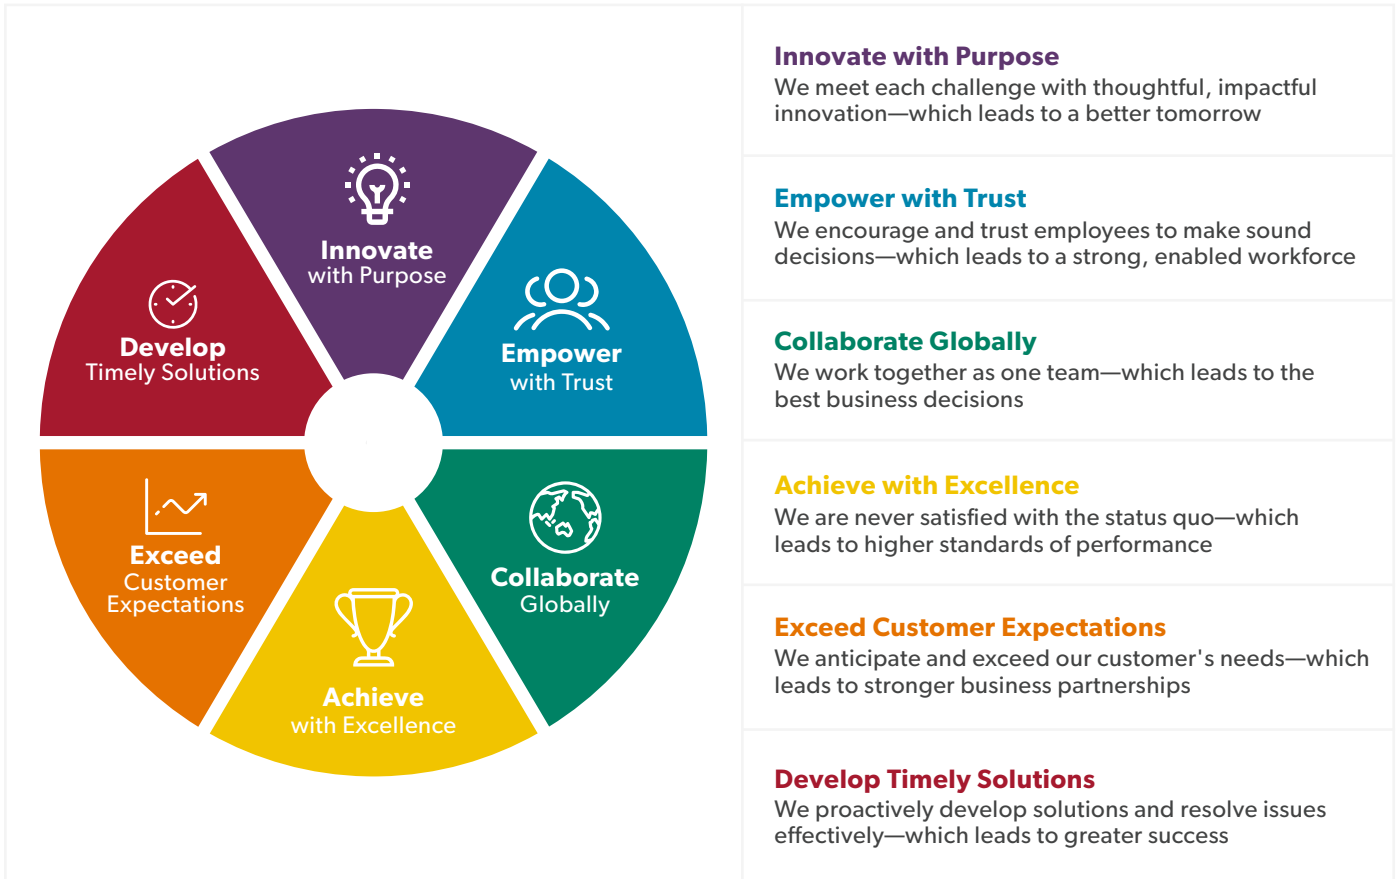 Innovate
with Purpose
Empower
with Trust
Collaborate
Globally
Achieve
with Excellence
Exceed
Customer
Expectations
Develop
Timely Solutions
Innovate with Purpose
We meet each challenge with thoughtful, impactful
innovation—which leads to a better tomorrow
Empower with Trust
We encourage and trust employees to make sound
decisions—which leads to a strong, enabled workforce
Collaborate Globally
We work together as one team—which leads to the
best business decisions
Achieve with Excellence
We are never satisfied with the status quo—which
leads to higher standards of performance
Exceed Customer Expectations
We anticipate and exceed our customer's needs—which
leads to stronger business partnerships
Develop Timely Solutions
We proactively develop solutions and resolve issues
effectively—which leads to greater success